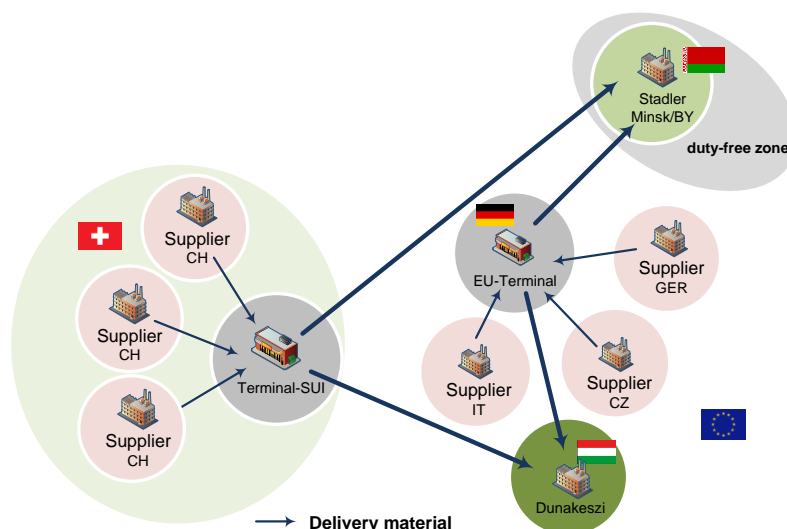 Stadler
Minsk/BY
duty-free zone
Supplier
CH
Supplier
CH
Supplier
CH
Terminal-SUI
EU-Terminal
Supplier
GER
Supplier
IT
Supplier
CZ
Dunakeszi
Delivery material